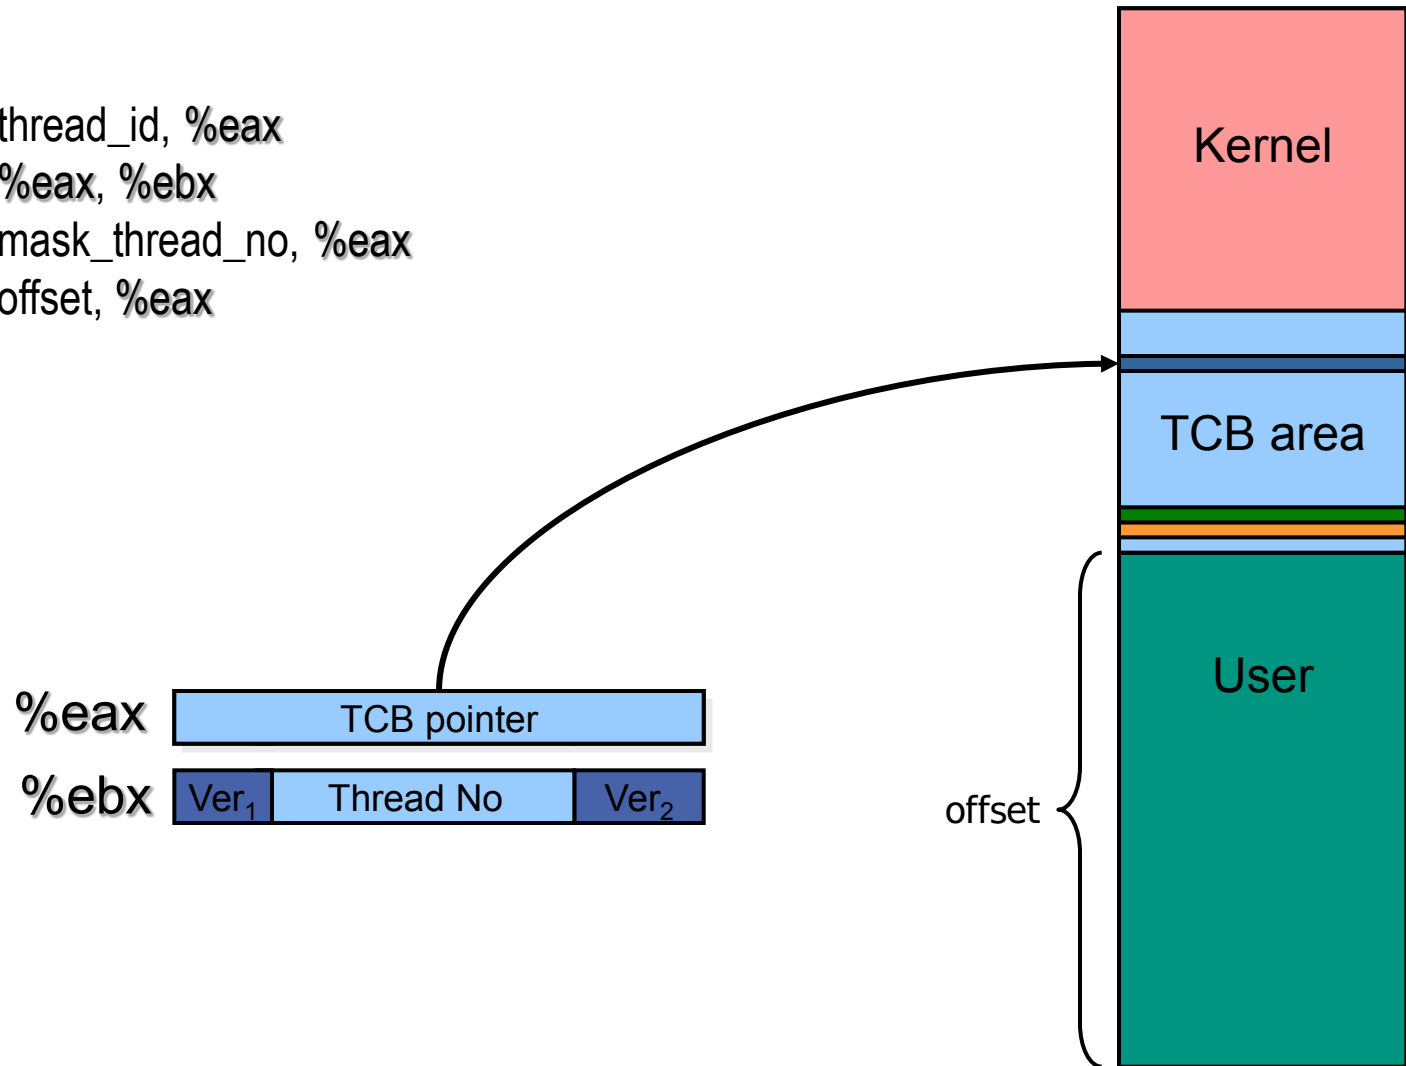 thread_id, %eax
%eax, %ebx
mask_thread_no, %eax
offset, %eax
Kernel
TCB area
User
%eax TCB pointer
%ebx Ver₁ Thread No Ver₂
offset